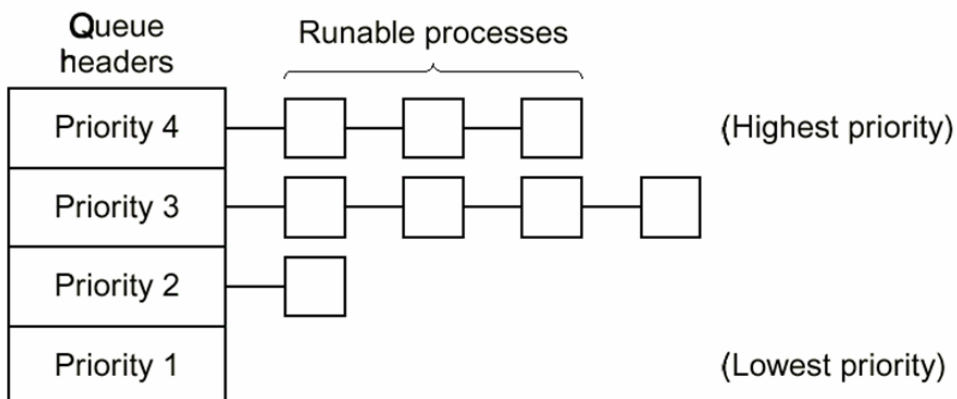 Queue
headers
Runable processes
Priority 4
(Highest priority)
Priority 3
Priority 2
Priority 1
(Lowest priority)